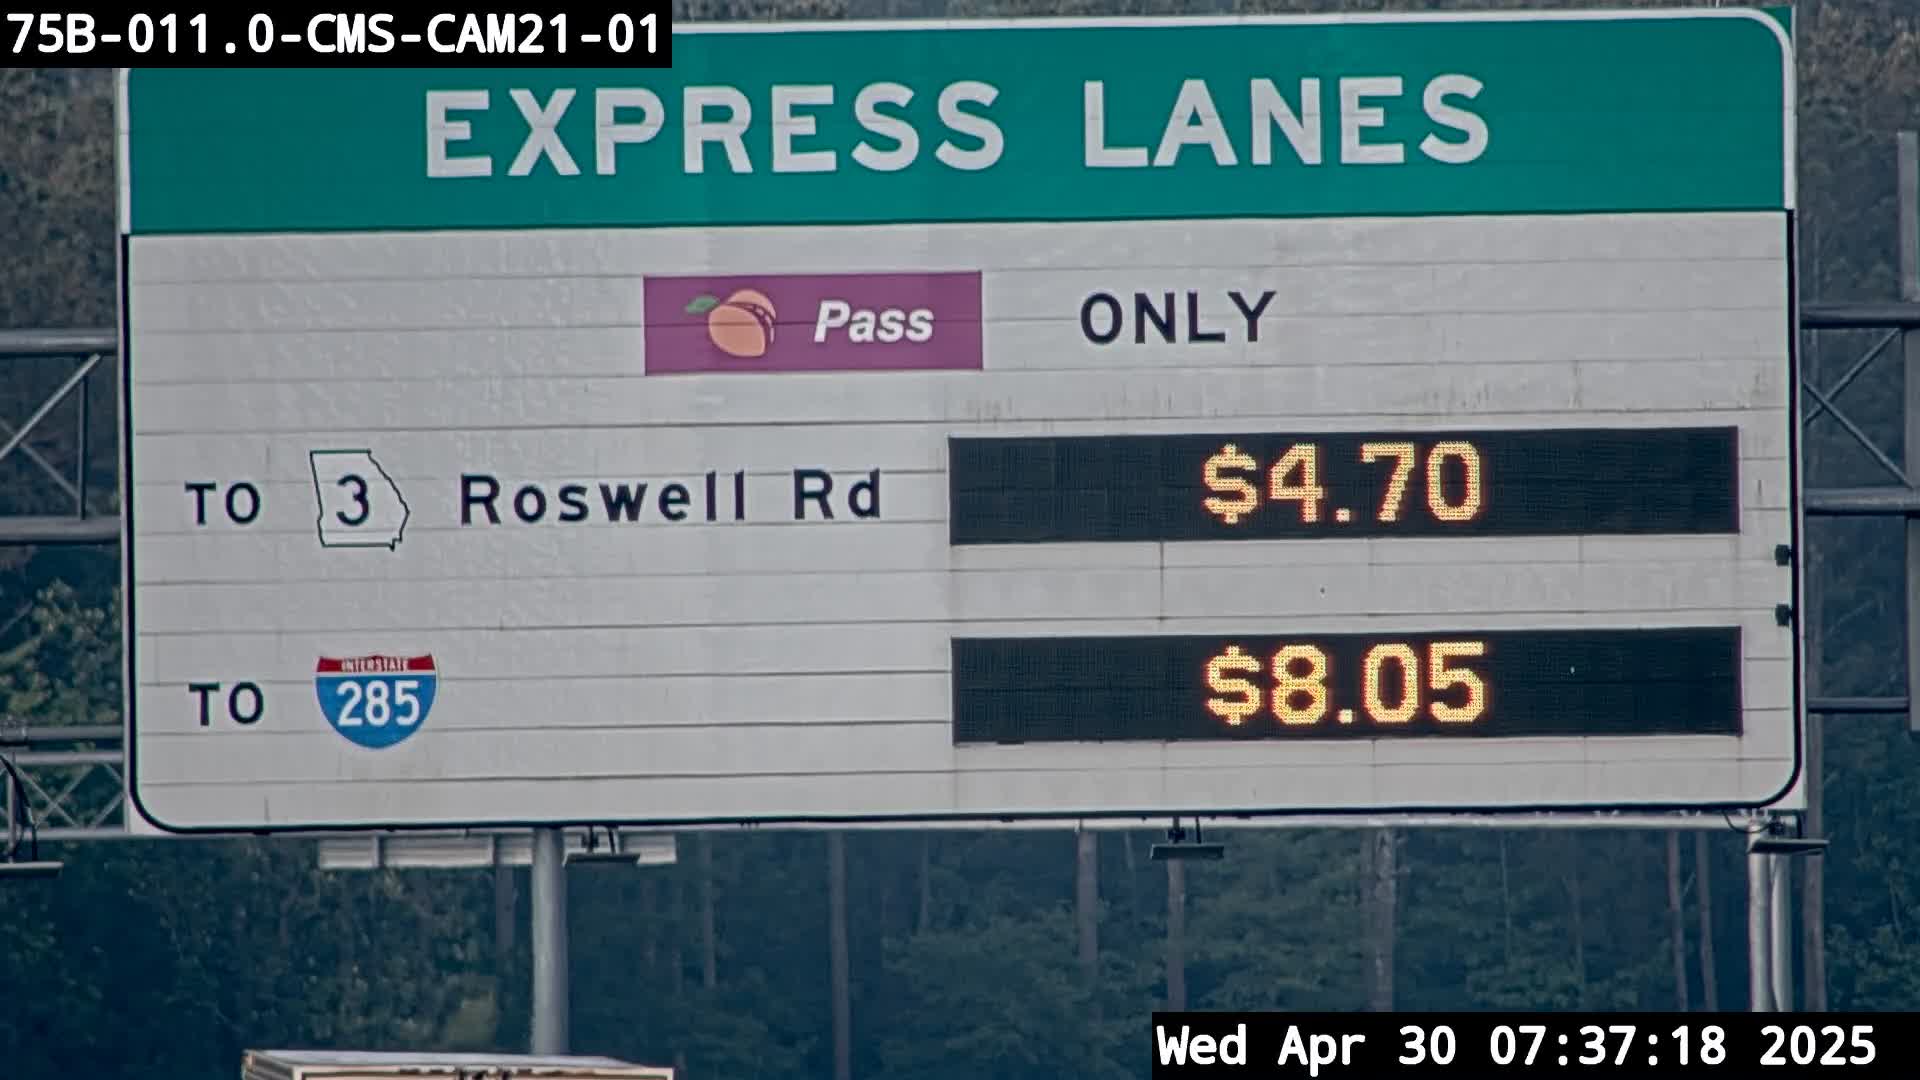 75B-011.0-CMS-CAM21-01
EXPRESS LANES
Pass ONLY
TO 3 Roswell Rd $4.70
INTERSTATE
TO 285 $8.05
Wed Apr 30 07:37:18 2025